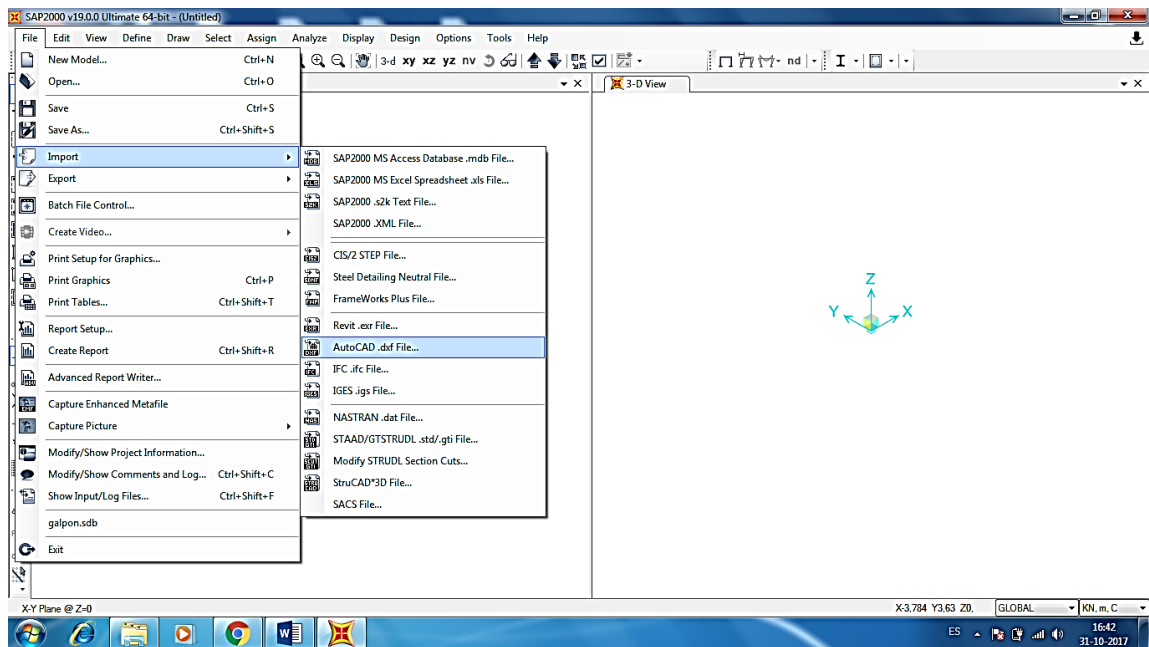 SAP2000 v19.0.0 Ultimate 64-bit - (Untitled)
File Edit View Define Draw Select Assign Analyze Display Design Options Tools Help
3-d xy xz yz nv nd
3-D View
New Model... Ctrl+N
Open... Ctrl+O
Save Ctrl+S
Save As... Ctrl+Shift+S
Import
Export
Batch File Control...
Create Video...
Print Setup for Graphics...
Print Graphics Ctrl+P
Print Tables... Ctrl+Shift+T
Report Setup...
Create Report Ctrl+Shift+R
Advanced Report Writer...
Capture Enhanced Metafile
Capture Picture
Modify/Show Project Information...
Modify/Show Comments and Log... Ctrl+Shift+C
Show Input/Log Files... Ctrl+Shift+F
galpon.sdb
Exit
SAP2000 MS Access Database .mdb File...
SAP2000 MS Excel Spreadsheet .xls File...
SAP2000 .s2k Text File...
SAP2000 .XML File...
CIS/2 STEP File...
Steel Detailing Neutral File...
FrameWorks Plus File...
Revit .exr File...
AutoCAD .dxf File...
IFC .ifc File...
IGES .igs File...
NASTRAN .dat File...
STAAD/GTSTRUDL .std/.gti File...
Modify STRUDL Section Cuts...
StruCAD*3D File...
SACS File...
Z
Y X
X-Y Plane @ Z=0 X-3,784 Y3,63 Z0, GLOBAL KN, m, C
ES 16:42
31-10-2017